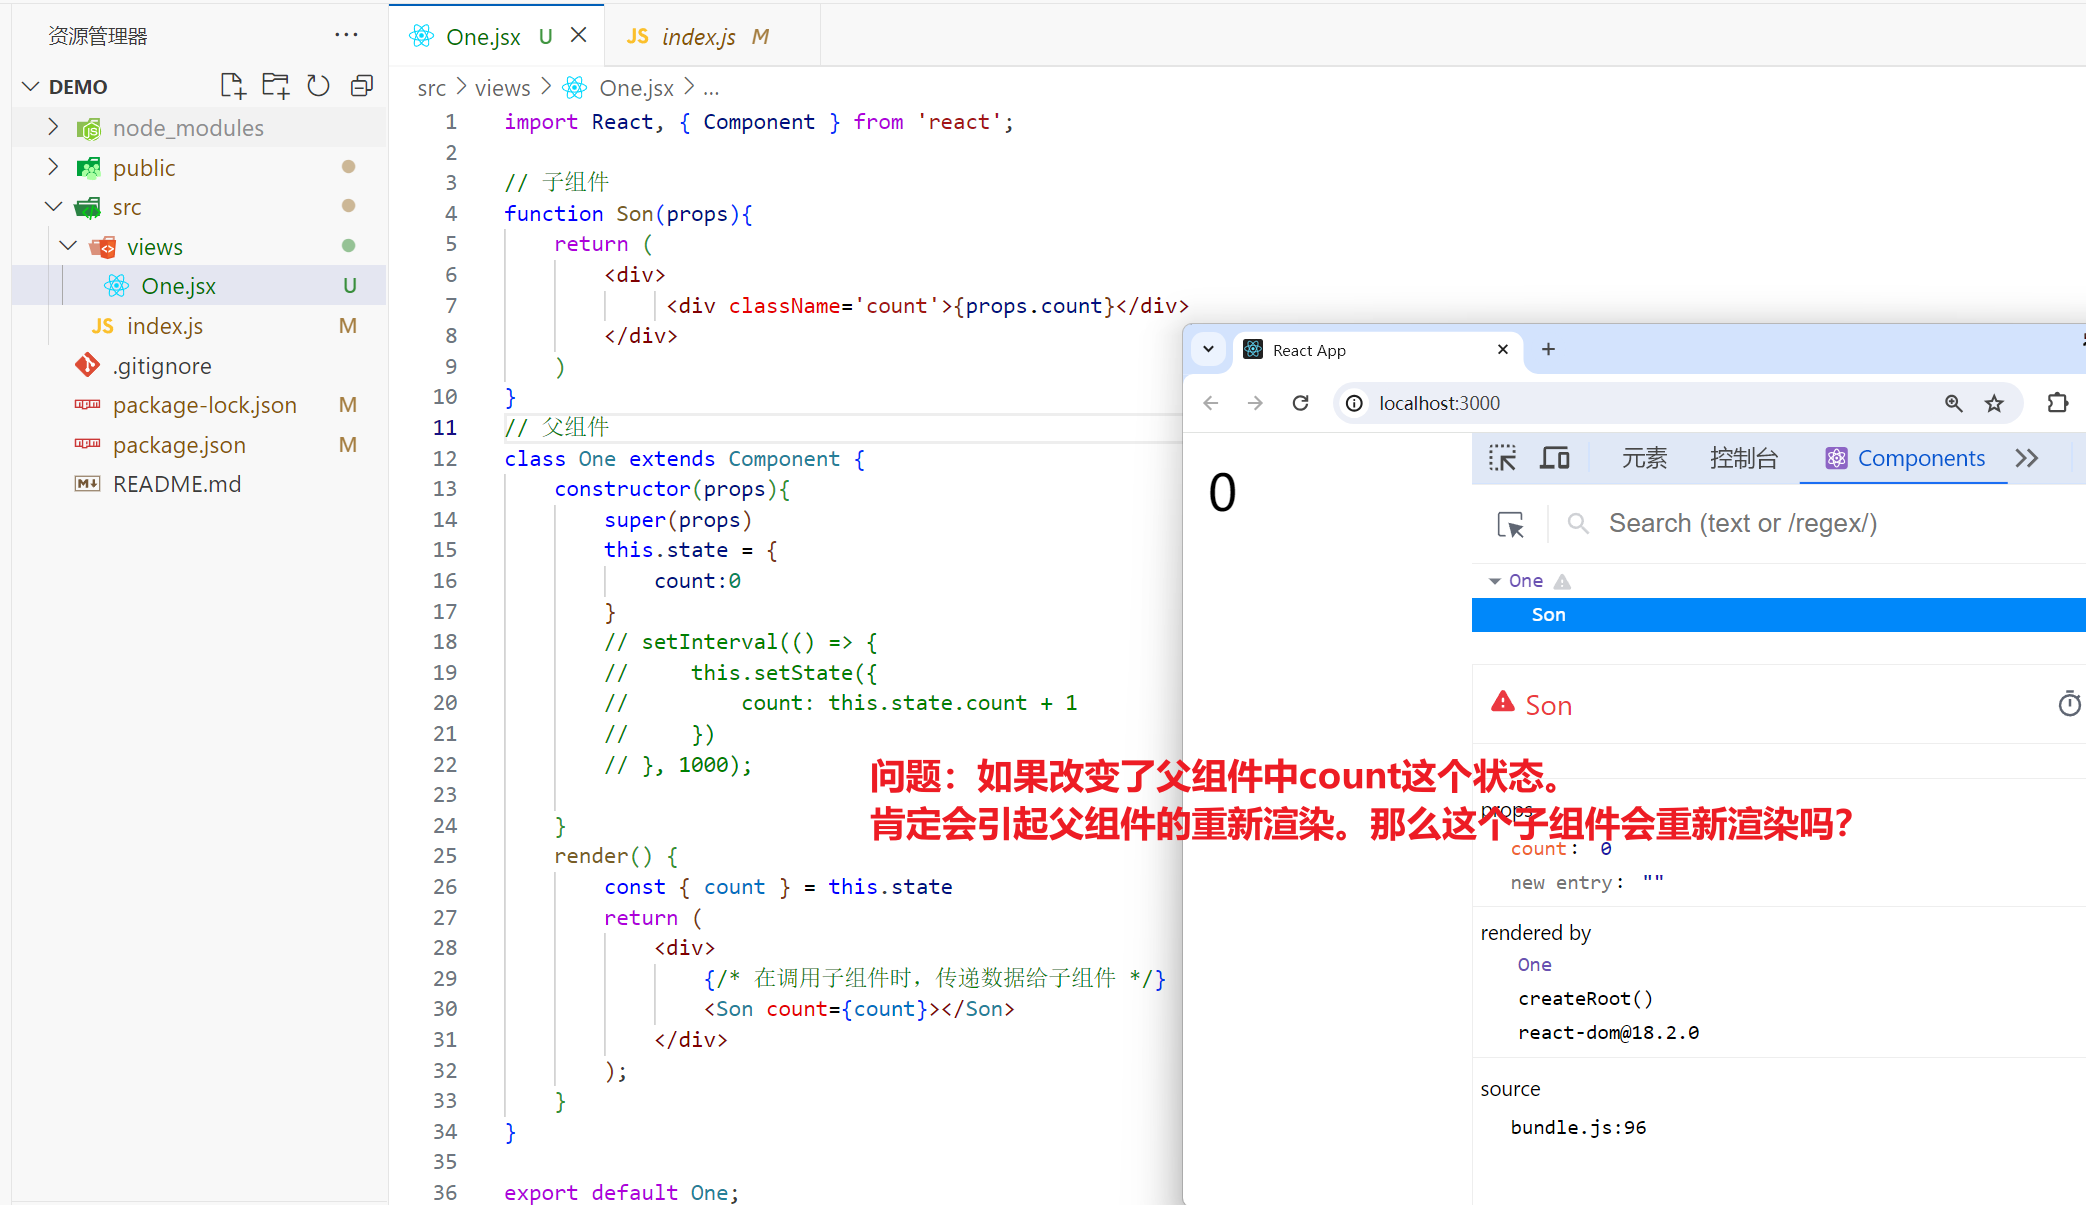 资源管理器
DEMO
node_modules
public
src
views
One.jsx U
JS index.js M
.gitignore
package-lock.json M
package.json M
README.md
One.jsx U
JS index.js M
src > views > One.jsx > ...
1 import React, { Component } from 'react';
2
3 // 子组件
4 function Son(props){
5 return (
6 <div>
7 <div className='count'>{props.count}</div>
8 </div>
9 )
10 }
11 // 父组件
12 class One extends Component {
13 constructor(props){
14 super(props)
15 this.state = {
16 count:0
17 }
18 // setInterval(() => {
19 // this.setState({
20 // count: this.state.count + 1
21 // })
22 // }, 1000);
23
24 }
25 render() {
26 const { count } = this.state
27 return (
28 <div>
29 {/* 在调用子组件时，传递数据给子组件 */}
30 <Son count={count}></Son>
31 </div>
32 );
33 }
34 }
35
36 export default One;
问题：如果改变了父组件中count这个状态。
肯定会引起父组件的重新渲染。那么这个子组件会重新渲染吗？
React App
localhost:3000
0
元素 控制台 Components
Search (text or /regex/)
One
Son
Son
props
count: 0
new entry: ""
rendered by
One
createRoot()
react-dom@18.2.0
source
bundle.js:96